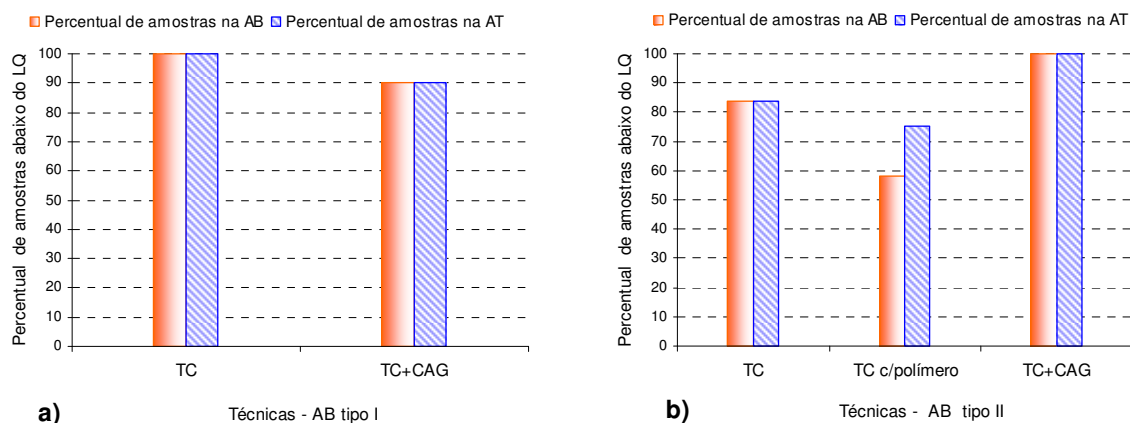 Percentual de amostras na AB Percentual de amostras na AT
Percentual de amostras abaixo do LQ
100
90
80
70
60
50
40
30
20
10
0
TC TC+CAG
a) Técnicas - AB tipo I
Percentual de amostras na AB Percentual de amostras na AT
Percentual de amostras abaixo do LQ
100
90
80
70
60
50
40
30
20
10
0
TC TC c/polímero TC+CAG
b) Técnicas - AB tipo II